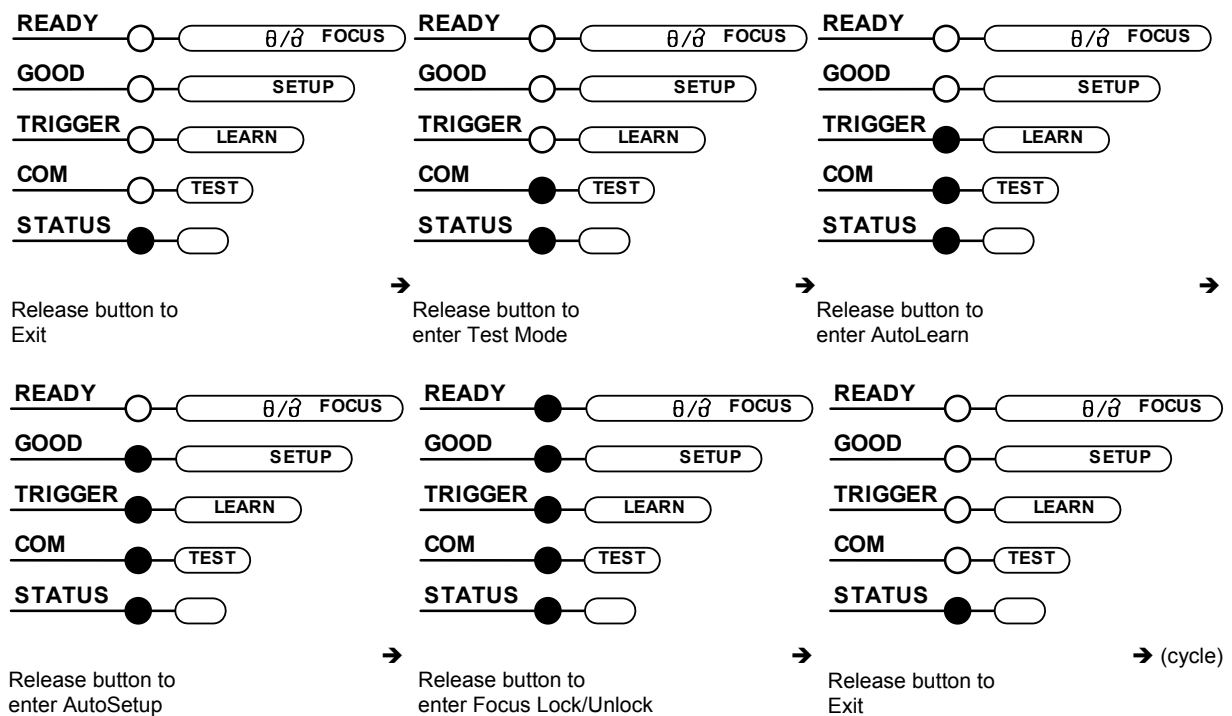 READY
FOCUS
GOOD
SETUP
TRIGGER
LEARN
COM
TEST
STATUS
➔
Release button to
Exit
READY
FOCUS
GOOD
SETUP
TRIGGER
LEARN
COM
TEST
STATUS
➔
Release button to
enter Test Mode
READY
FOCUS
GOOD
SETUP
TRIGGER
LEARN
COM
TEST
STATUS
➔
Release button to
enter AutoLearn
READY
FOCUS
GOOD
SETUP
TRIGGER
LEARN
COM
TEST
STATUS
➔
Release button to
enter AutoSetup
READY
FOCUS
GOOD
SETUP
TRIGGER
LEARN
COM
TEST
STATUS
➔
Release button to
enter Focus Lock/Unlock
READY
FOCUS
GOOD
SETUP
TRIGGER
LEARN
COM
TEST
STATUS
➔ (cycle)
Release button to
Exit